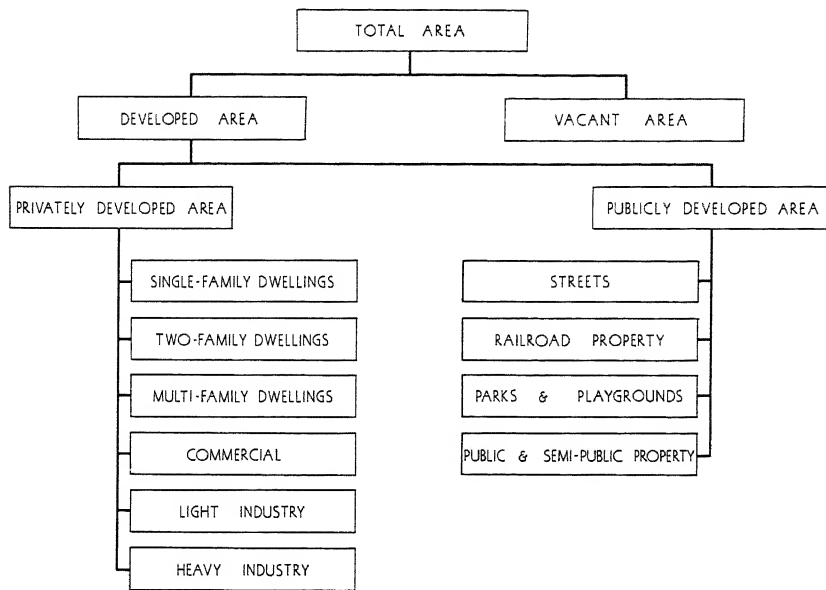 TOTAL AREA
DEVELOPED AREA
VACANT AREA
PRIVATELY DEVELOPED AREA
PUBLICLY DEVELOPED AREA
SINGLE-FAMILY DWELLINGS
TWO-FAMILY DWELLINGS
MULTI-FAMILY DWELLINGS
COMMERCIAL
LIGHT INDUSTRY
HEAVY INDUSTRY
STREETS
RAILROAD PROPERTY
PARKS & PLAYGROUNDS
PUBLIC & SEMI-PUBLIC PROPERTY